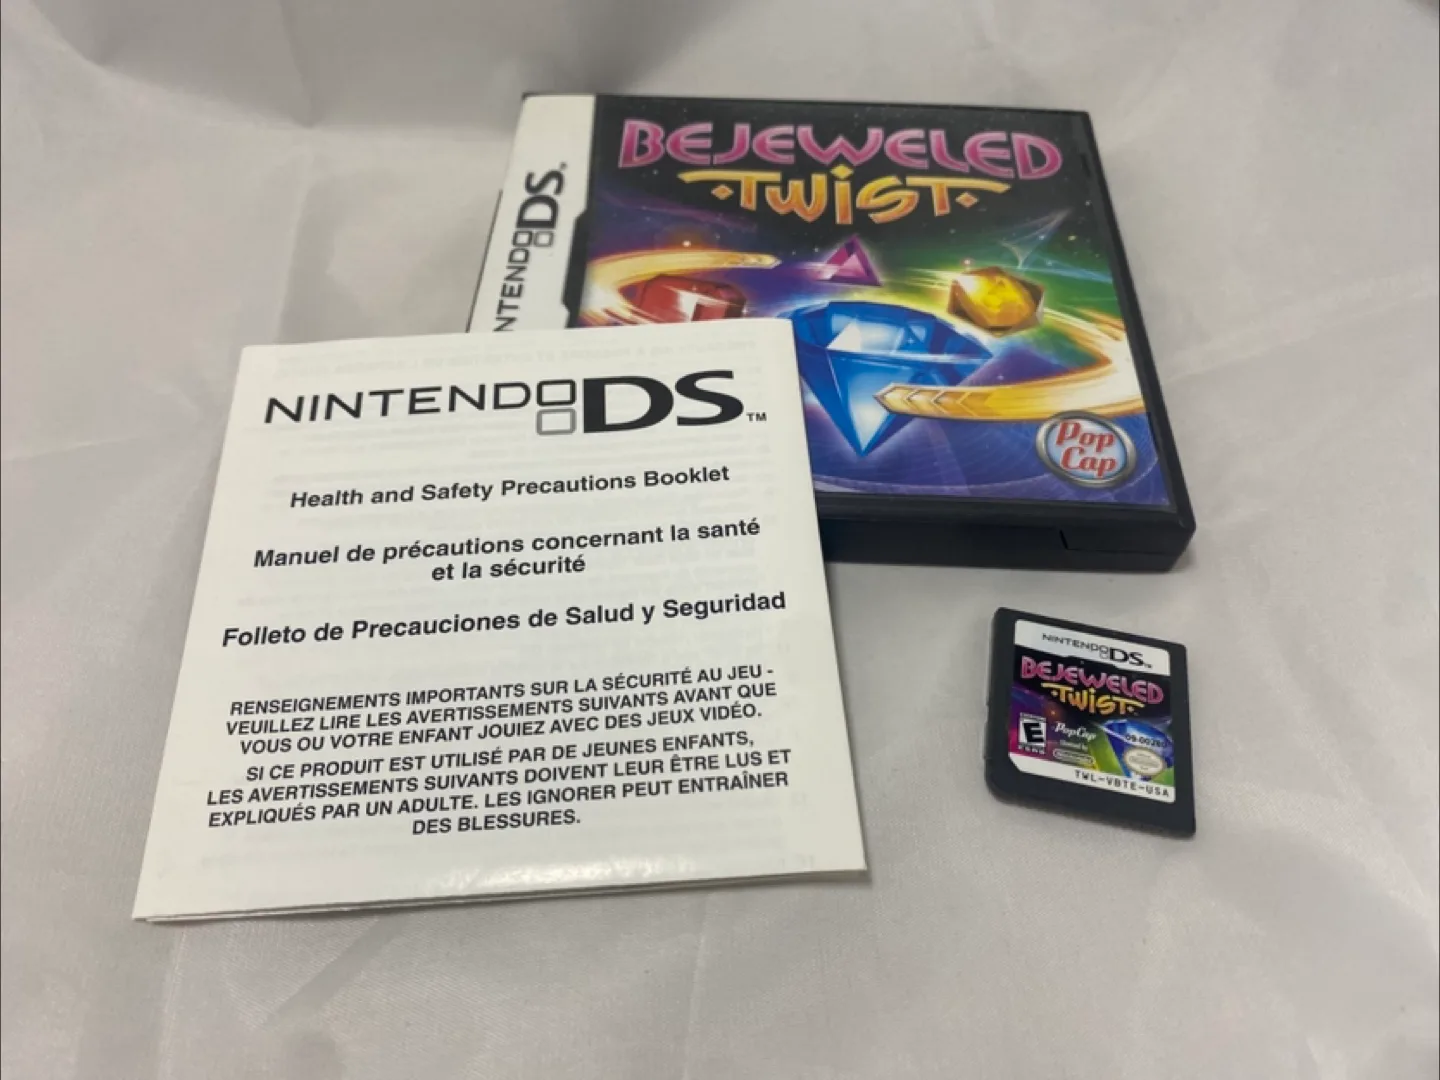 BEJEWELED
TWIST
NINTENDO DS™
Pop
Cap
NINTENDO DS™
Health and Safety Precautions Booklet
Manuel de précautions concernant la santé
et la sécurité
Folleto de Precauciones de Salud y Seguridad
RENSEIGNEMENTS IMPORTANTS SUR LA SÉCURITÉ AU JEU -
VEUILLEZ LIRE LES AVERTISSEMENTS SUIVANTS AVANT QUE
VOUS OU VOTRE ENFANT JOUIEZ AVEC DES JEUX VIDÉO.
SI CE PRODUIT EST UTILISÉ PAR DE JEUNES ENFANTS,
LES AVERTISSEMENTS SUIVANTS DOIVENT LEUR ÊTRE LUS ET
EXPLIQUÉS PAR UN ADULTE. LES IGNORER PEUT ENTRAÎNER
DES BLESSURES.
NINTENDO DS™
BEJEWELED
TWIST
E
PopCap
TWL-VBTE-USA